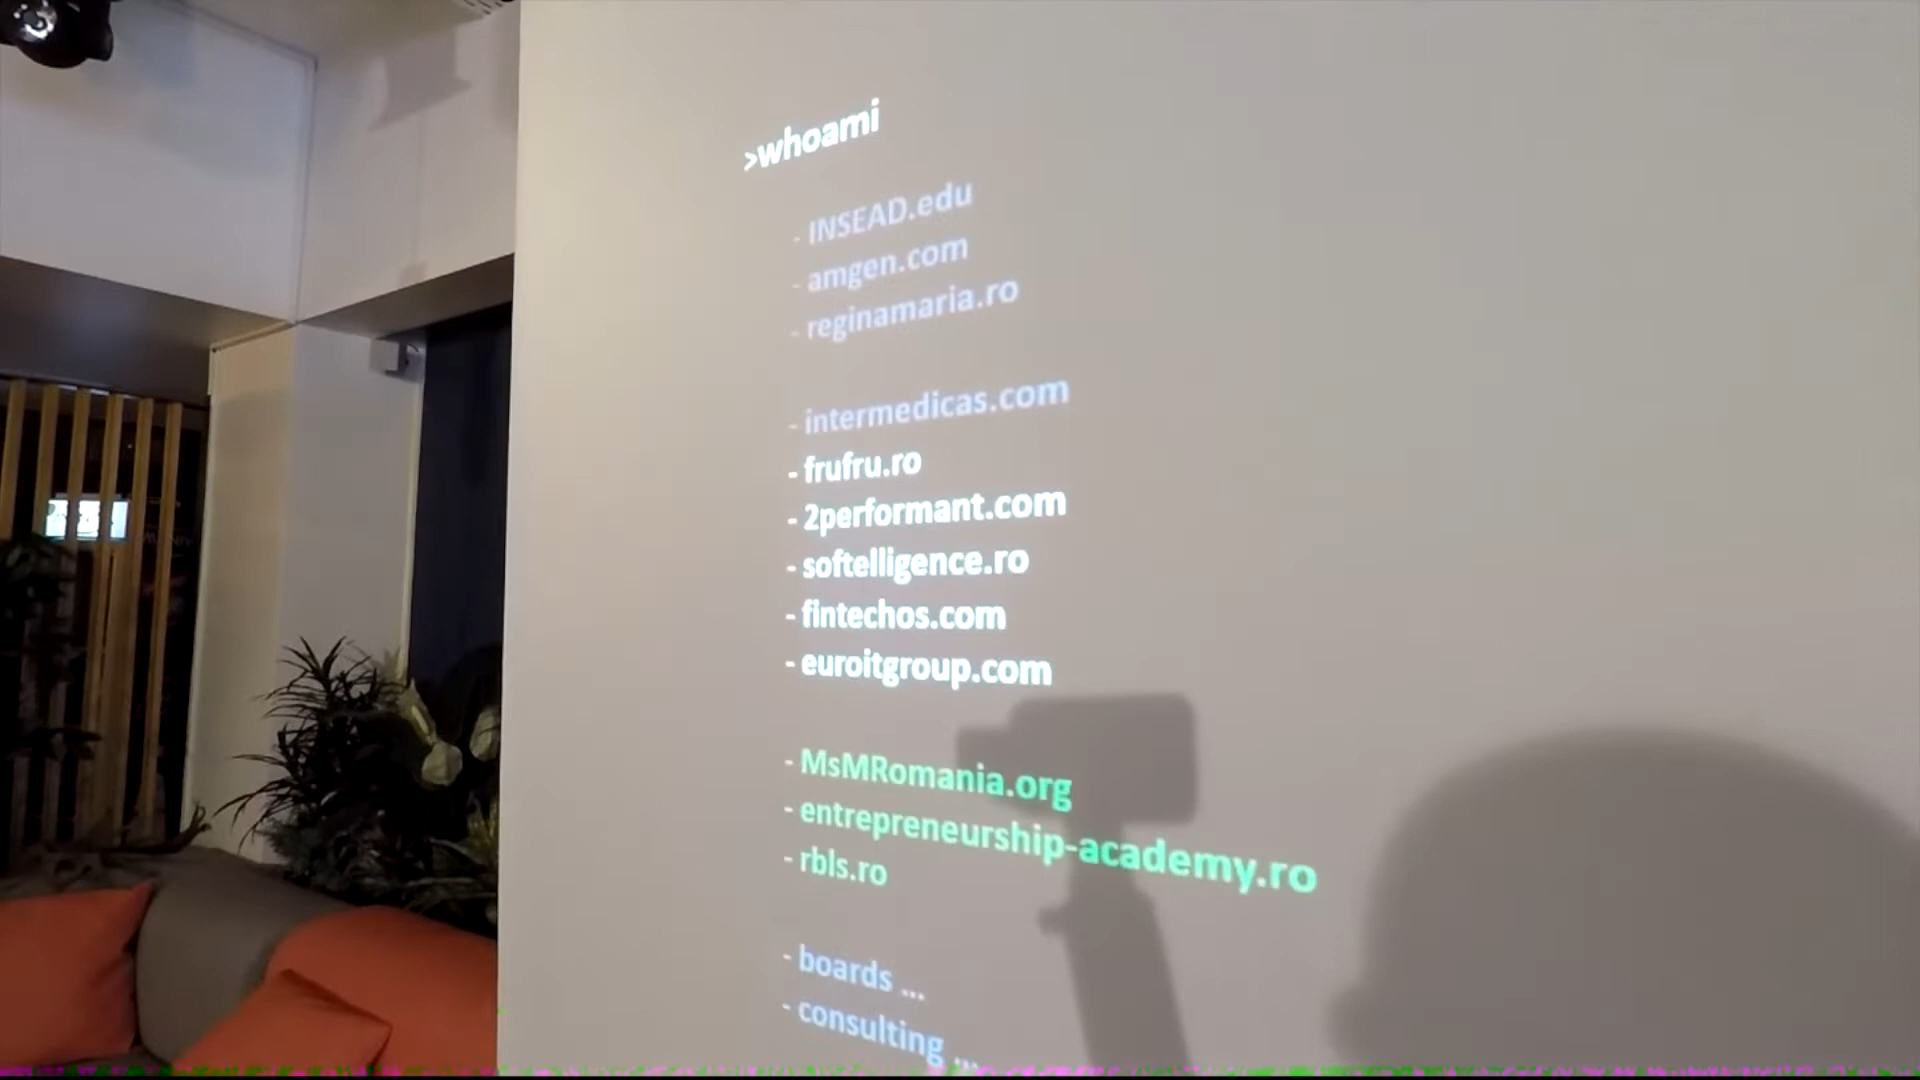 >whoami
- INSEAD.edu
- amgen.com
- reginamaria.ro
- intermedicas.com
- frufru.ro
- 2performant.com
- softelligence.ro
- fintechos.com
- euroitgroup.com
- MsMRomania.org
- entrepreneurship-academy.ro
- rbls.ro
- boards ...
- consulting ...